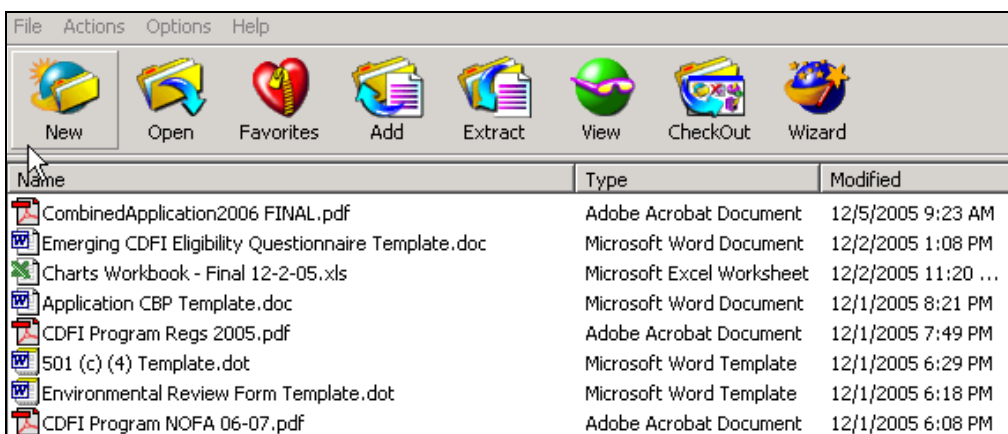 File Actions Options Help
New Open Favorites Add Extract View CheckOut Wizard
Name Type Modified
CombinedApplication2006 FINAL.pdf Adobe Acrobat Document 12/5/2005 9:23 AM
Emerging CDFI Eligibility Questionnaire Template.doc Microsoft Word Document 12/2/2005 1:08 PM
Charts Workbook - Final 12-2-05.xls Microsoft Excel Worksheet 12/2/2005 11:20 ...
Application CBP Template.doc Microsoft Word Document 12/1/2005 8:21 PM
CDFI Program Regs 2005.pdf Adobe Acrobat Document 12/1/2005 7:49 PM
501 (c) (4) Template.dot Microsoft Word Template 12/1/2005 6:29 PM
Environmental Review Form Template.dot Microsoft Word Template 12/1/2005 6:18 PM
CDFI Program NOFA 06-07.pdf Adobe Acrobat Document 12/1/2005 6:08 PM